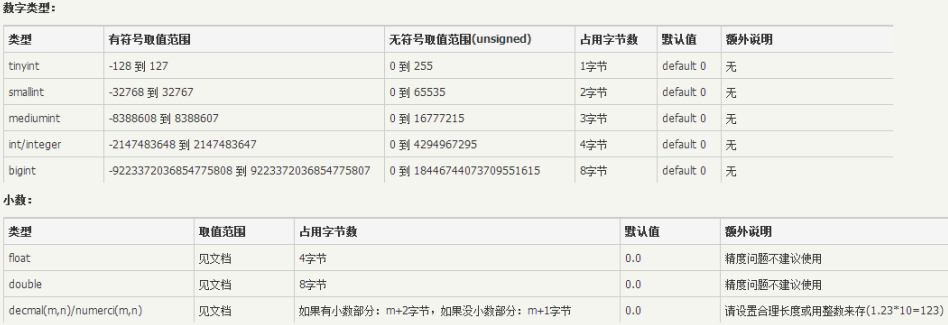 数字类型：
类型 有符号取值范围 无符号取值范围(unsigned) 占用字节数 默认值 额外说明
tinyint -128 到 127 0 到 255 1字节 default 0 无
smallint -32768 到 32767 0 到 65535 2字节 default 0 无
mediumint -8388608 到 8388607 0 到 16777215 3字节 default 0 无
int/integer -2147483648 到 2147483647 0 到 4294967295 4字节 default 0 无
bigint -9223372036854775808 到 9223372036854775807 0 到 18446744073709551615 8字节 default 0 无
小数：
类型 取值范围 占用字节数 默认值 额外说明
float 见文档 4字节 0.0 精度问题不建议使用
double 见文档 8字节 0.0 精度问题不建议使用
decmal(m,n)/numerci(m,n) 见文档 如果有小数部分：m+2字节，如果没小数部分：m+1字节 0.0 请设置合理长度或用整数来存(1.23*10=123)